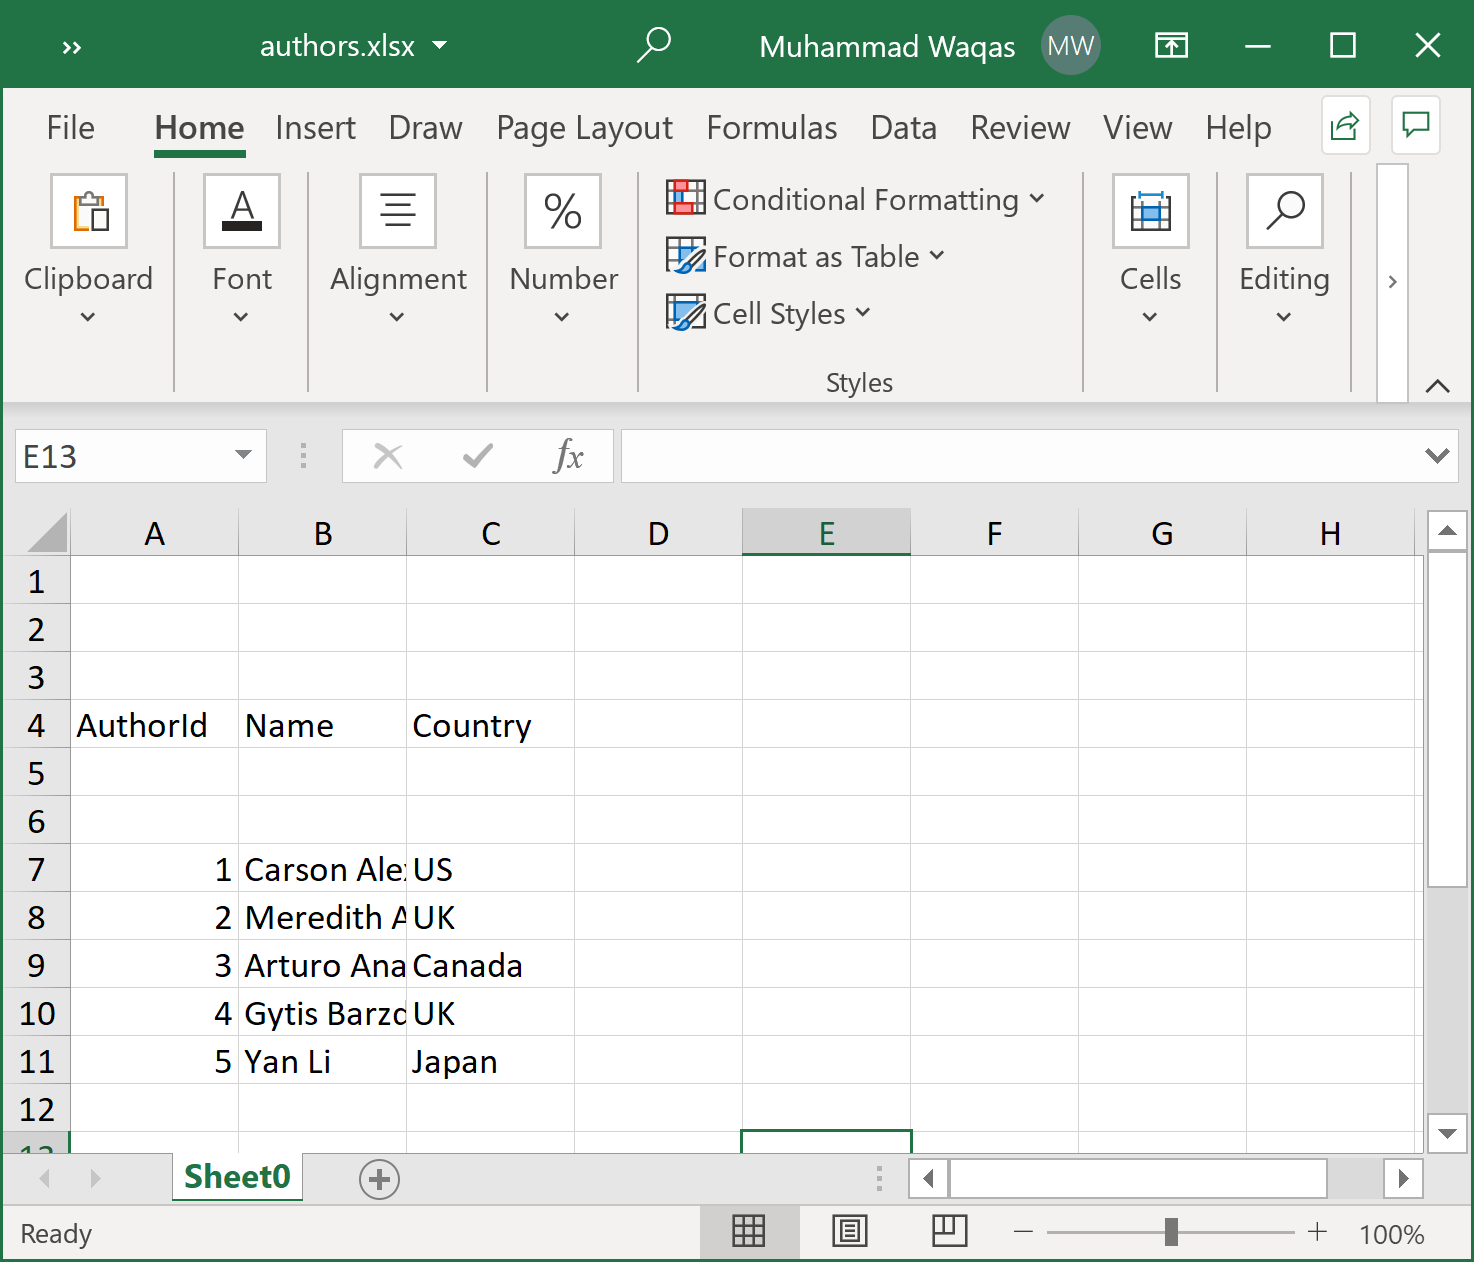 authors.xlsx Muhammad Waqas MW
File Home Insert Draw Page Layout Formulas Data Review View Help
Clipboard Font Alignment % Number Conditional Formatting Format as Table Cell Styles Styles Cells Editing
E13 fx
A B C D E F G H
1
2
3
4 AuthorId Name Country
5
6
7 1 Carson Ale US
8 2 Meredith A UK
9 3 Arturo Ana Canada
10 4 Gytis Barzd UK
11 5 Yan Li Japan
12
13
Sheet0
Ready 100%